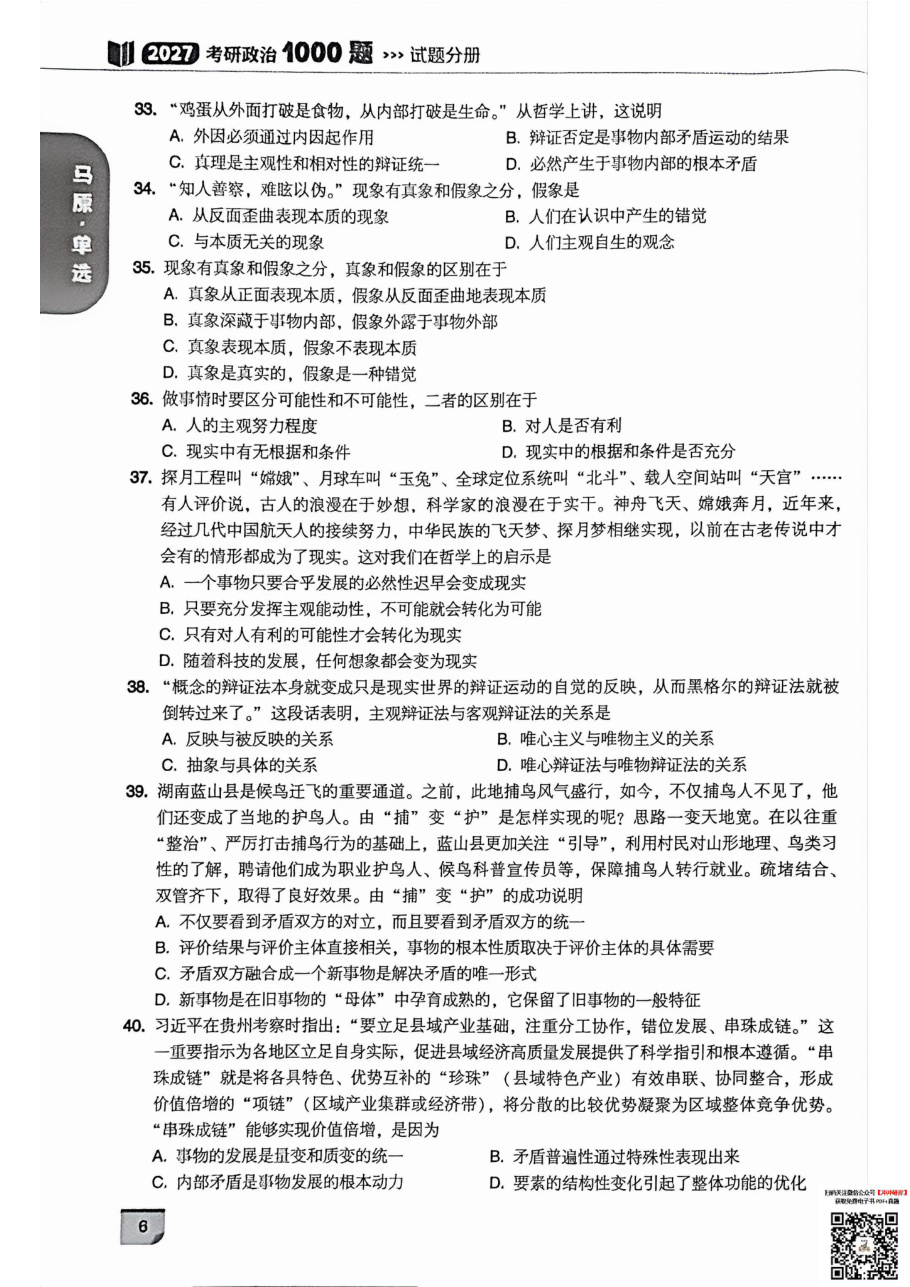 2027 考研政治 1000 题 >>> 试题分册
马原·单选
33. “鸡蛋从外面打破是食物，从内部打破是生命。”从哲学上讲，这说明
A. 外因必须通过内因起作用 B. 辩证否定是事物内部矛盾运动的结果
C. 真理是主观性和相对性的辩证统一 D. 必然产生于事物内部的根本矛盾
34. “知人善察，难眩以伪。”现象有真象和假象之分，假象是
A. 从反面歪曲表现本质的现象 B. 人们在认识中产生的错觉
C. 与本质无关的现象 D. 人们主观自生的观念
35. 现象有真象和假象之分，真象和假象的区别在于
A. 真象从正面表现本质，假象从反面歪曲地表现本质
B. 真象深藏于事物内部，假象外露于事物外部
C. 真象表现本质，假象不表现本质
D. 真象是真实的，假象是一种错觉
36. 做事情时要区分可能性和不可能性，二者的区别在于
A. 人的主观努力程度 B. 对人是否有利
C. 现实中有无根据和条件 D. 现实中的根据和条件是否充分
37. 探月工程叫“嫦娥”、月球车叫“玉兔”、全球定位系统叫“北斗”、载人空间站叫“天宫”……
有人评价说，古人的浪漫在于妙想，科学家的浪漫在于实干。神舟飞天、嫦娥奔月，近年来，
经过几代中国航天人的接续努力，中华民族的飞天梦、探月梦相继实现，以前在古老传说中才
会有的情形都成为了现实。这对我们在哲学上的启示是
A. 一个事物只要合乎发展的必然性迟早会变成现实
B. 只要充分发挥主观能动性，不可能就会转化为可能
C. 只有对人有利的可能性才会转化为现实
D. 随着科技的发展，任何想象都会变为现实
38. “概念的辩证法本身就变成只是现实世界的辩证运动的自觉的反映，从而黑格尔的辩证法就被
倒转过来了。”这段话表明，主观辩证法与客观辩证法的关系是
A. 反映与被反映的关系 B. 唯心主义与唯物主义的关系
C. 抽象与具体的关系 D. 唯心辩证法与唯物辩证法的关系
39. 湖南蓝山县是候鸟迁飞的重要通道。之前，此地捕鸟风气盛行，如今，不仅捕鸟人不见了，他
们还变成了当地的护鸟人。由“捕”变“护”是怎样实现的呢？思路一变天地宽。在以往重
“整治”、严厉打击捕鸟行为的基础上，蓝山县更加关注“引导”，利用村民对山形地理、鸟类习
性的了解，聘请他们成为职业护鸟人、候鸟科普宣传员等，保障捕鸟人转行就业。疏堵结合、
双管齐下，取得了良好效果。由“捕”变“护”的成功说明
A. 不仅要看到矛盾双方的对立，而且要看到矛盾双方的统一
B. 评价结果与评价主体直接相关，事物的根本性质取决于评价主体的具体需要
C. 矛盾双方融合成一个新事物是解决矛盾的唯一形式
D. 新事物是在旧事物的“母体”中孕育成熟的，它保留了旧事物的一般特征
40. 习近平在贵州考察时指出：“要立足县域产业基础，注重分工协作，错位发展、串珠成链。”这
一重要指示为各地区立足自身实际，促进县域经济高质量发展提供了科学指引和根本遵循。“串
珠成链”就是将各具特色、优势互补的“珍珠”（县域特色产业）有效串联、协同整合，形成
价值倍增的“项链”（区域产业集群或经济带），将分散的比较优势凝聚为区域整体竞争优势。
“串珠成链”能够实现价值倍增，是因为
A. 事物的发展是量变和质变的统一 B. 矛盾普遍性通过特殊性表现出来
C. 内部矛盾是事物发展的根本动力 D. 要素的结构性变化引起了整体功能的优化
6
扫码关注微信公众号【冲冲研库】
获取免费电子书PDF+真题